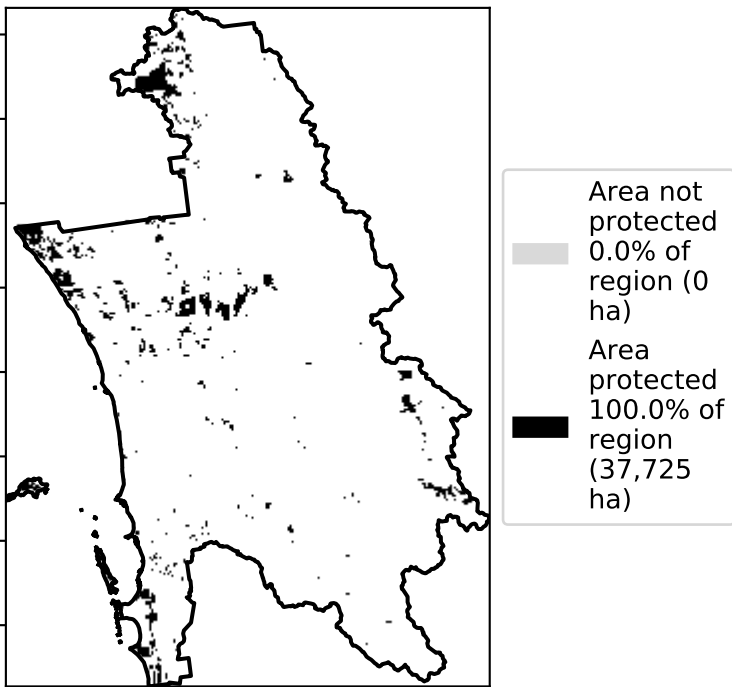 Area not
protected
0.0% of
region (0
ha)
Area
protected
100.0% of
region
(37,725
ha)